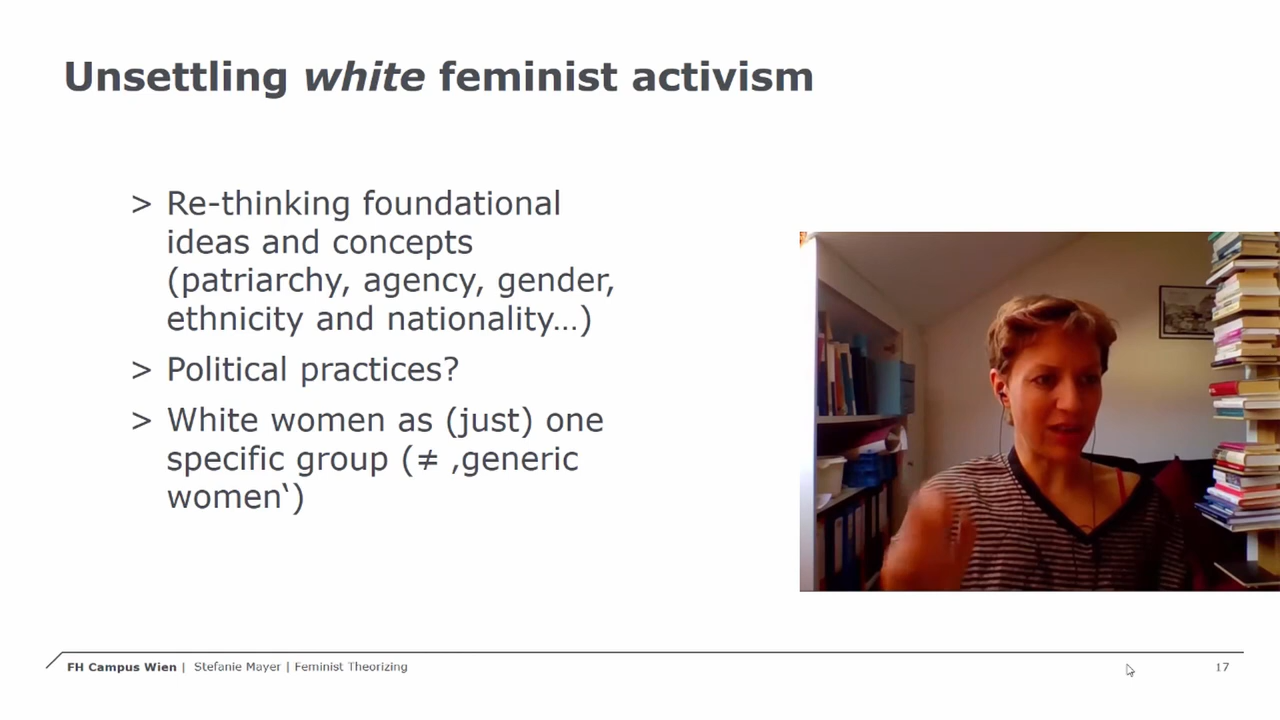 Unsettling white feminist activism
> Re-thinking foundational
ideas and concepts
(patriarchy, agency, gender,
ethnicity and nationality…)
> Political practices?
> White women as (just) one
specific group (≠ ‚generic
women‘)
FH Campus Wien | Stefanie Mayer | Feminist Theorizing
17